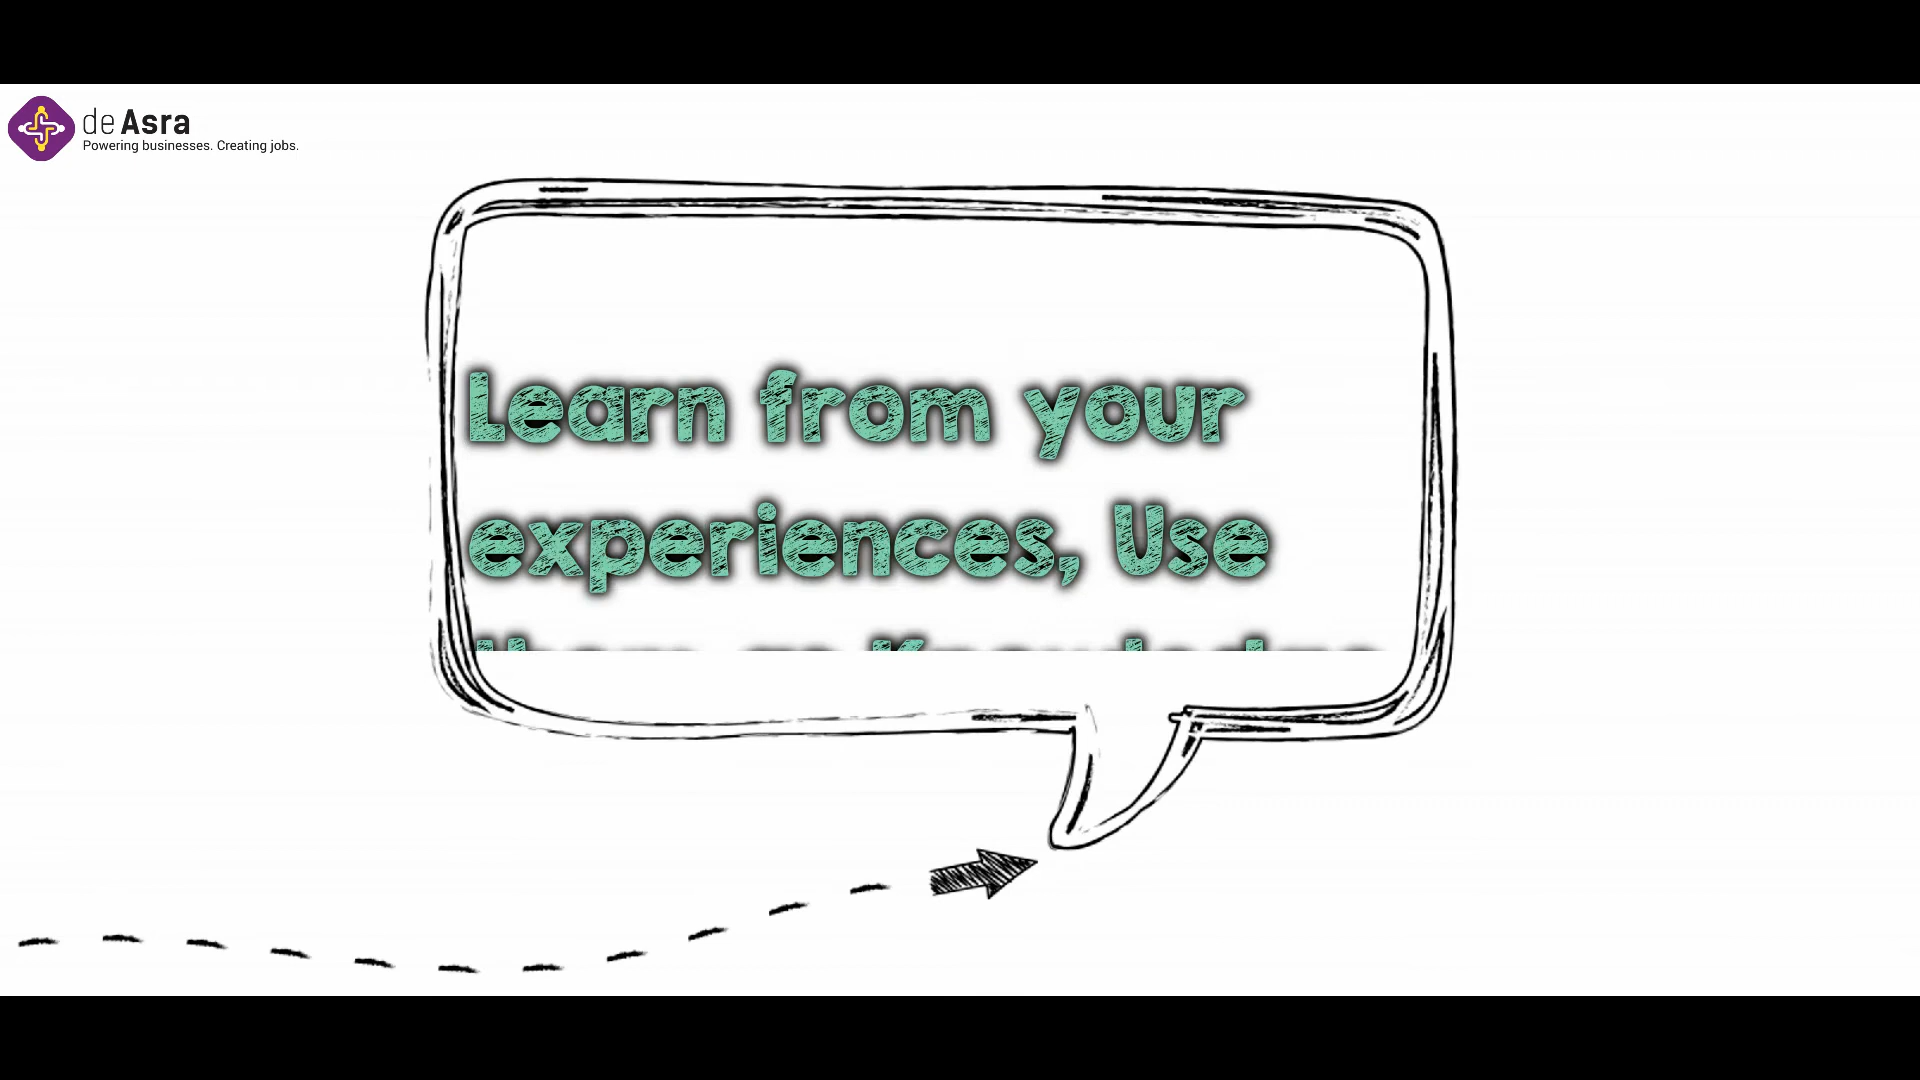 de Asra
Powering businesses. Creating jobs.
Learn from your
experiences, Use